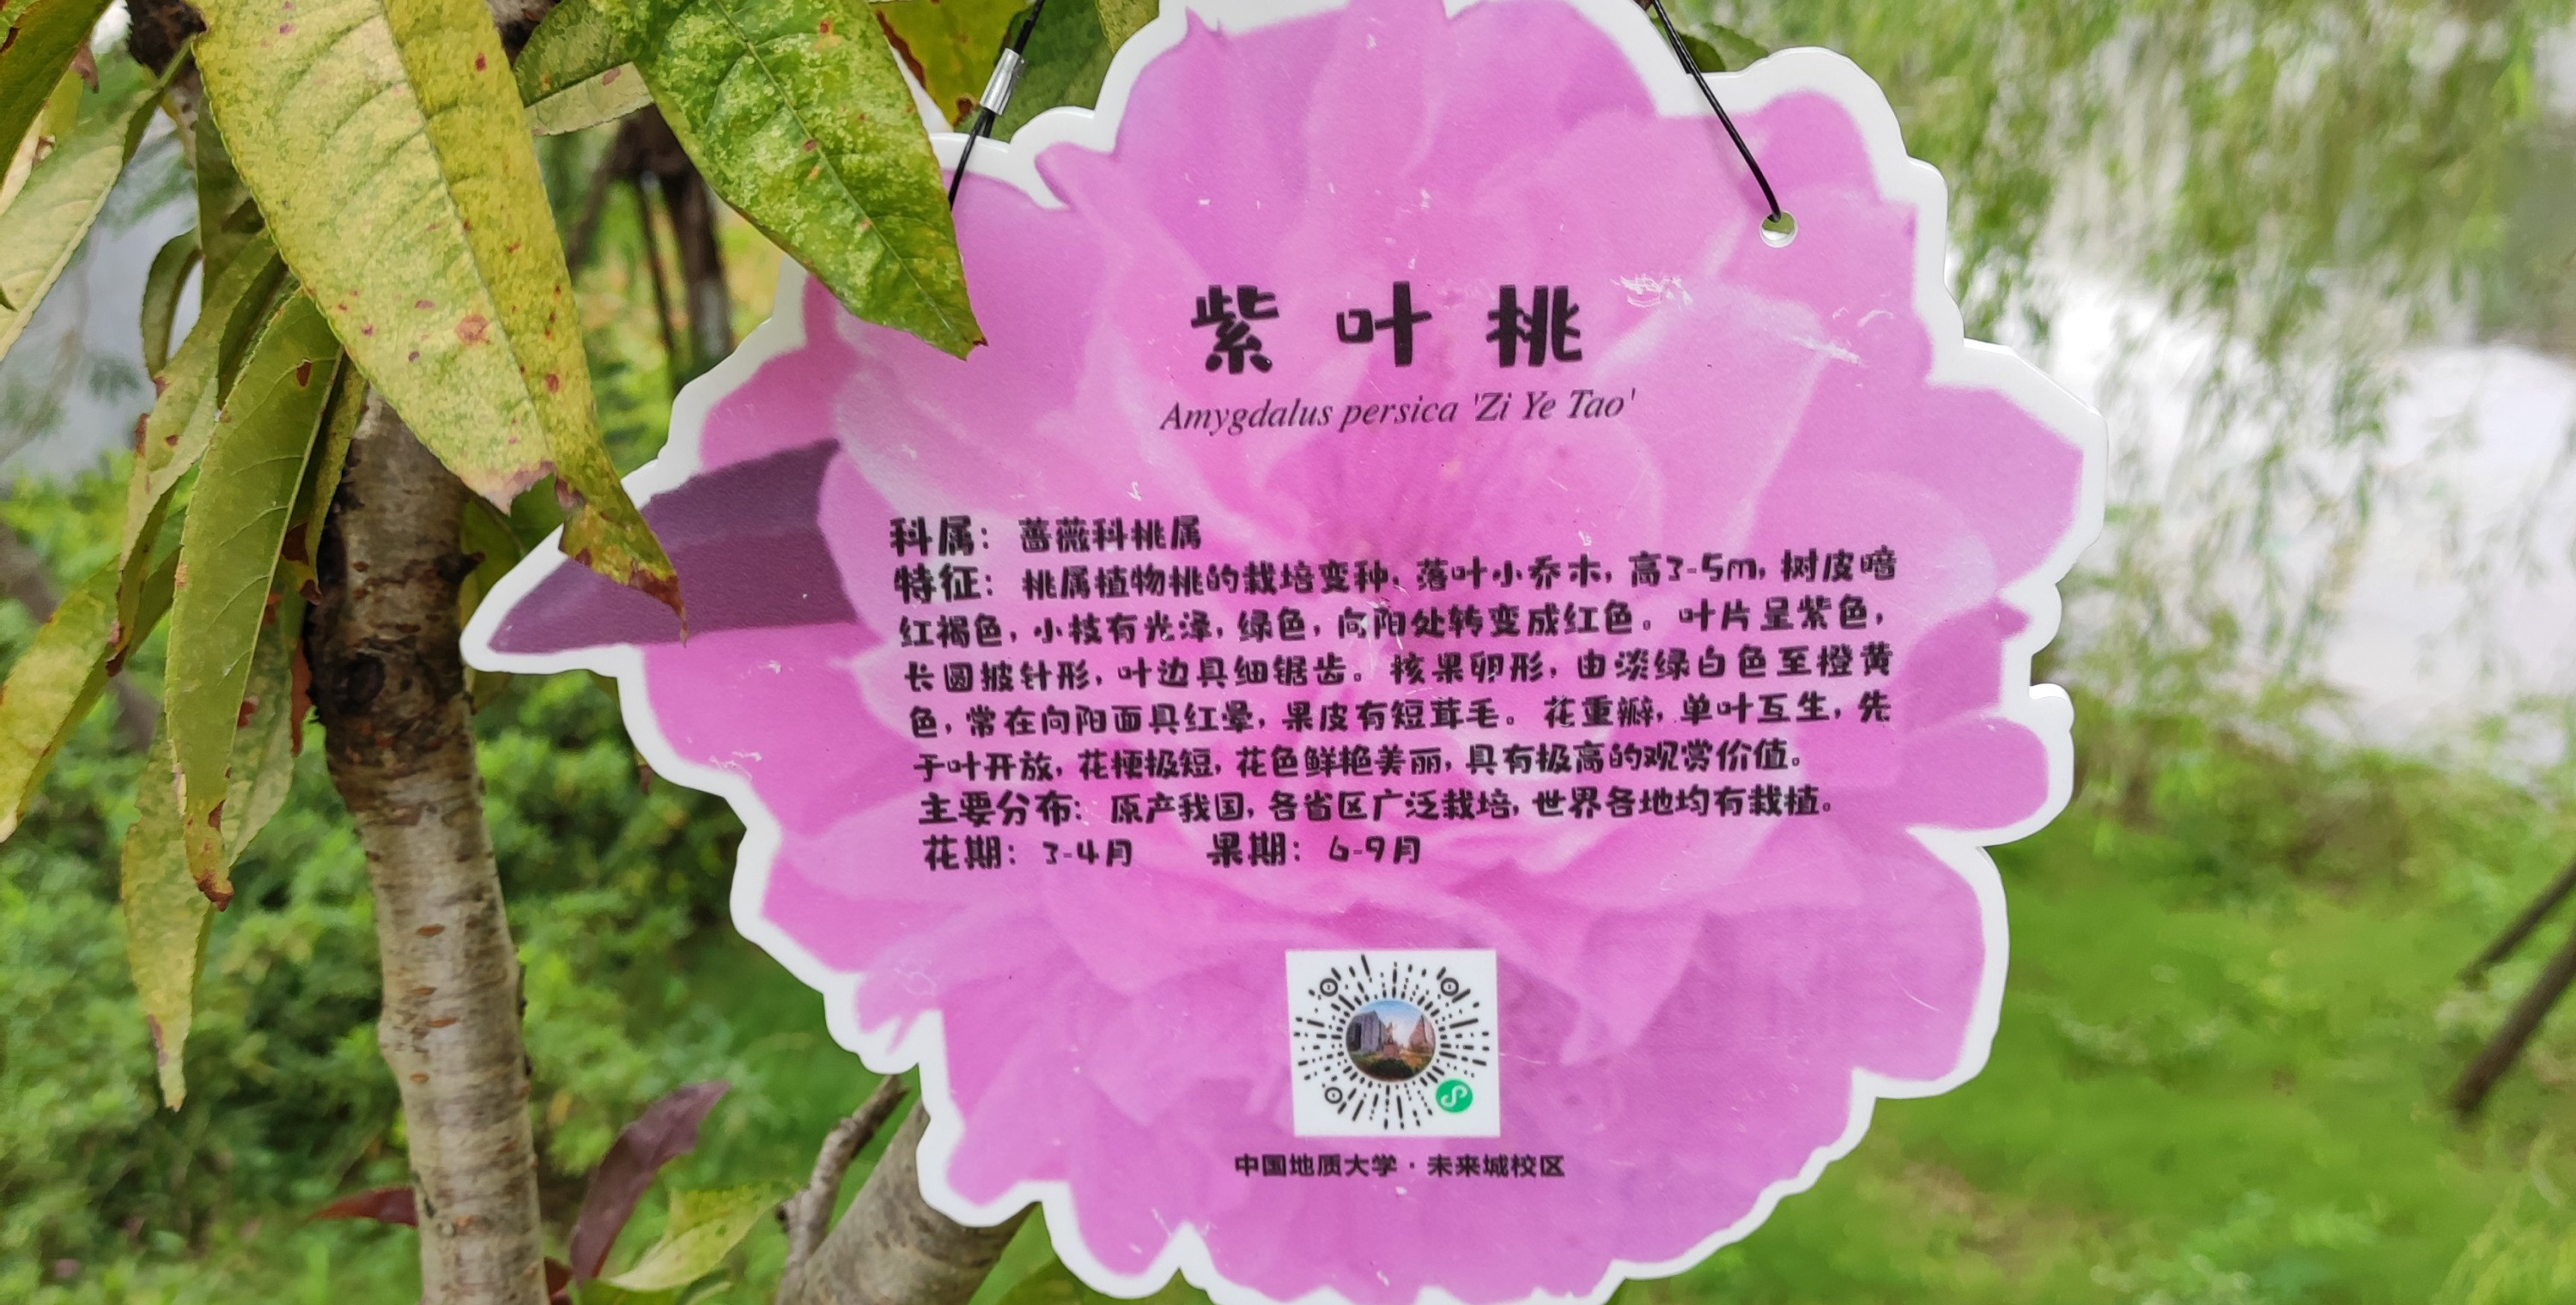 紫叶桃
Amygdalus persica 'Zi Ye Tao'
科属：蔷薇科桃属
特征：桃属植物桃的栽培变种，落叶小乔木，高3-5m，树皮暗
红褐色，小枝有光泽，绿色，向阳处转变成红色。叶片呈紫色，
长圆披针形，叶边具细锯齿。核果卵形，由淡绿白色至橙黄
色，常在向阳面具红晕，果皮有短茸毛。花重瓣，单叶互生，先
于叶开放，花梗极短，花色鲜艳美丽，具有极高的观赏价值。
主要分布：原产我国，各省区广泛栽培，世界各地均有栽植。
花期：3-4月　　果期：6-9月
中国地质大学·未来城校区